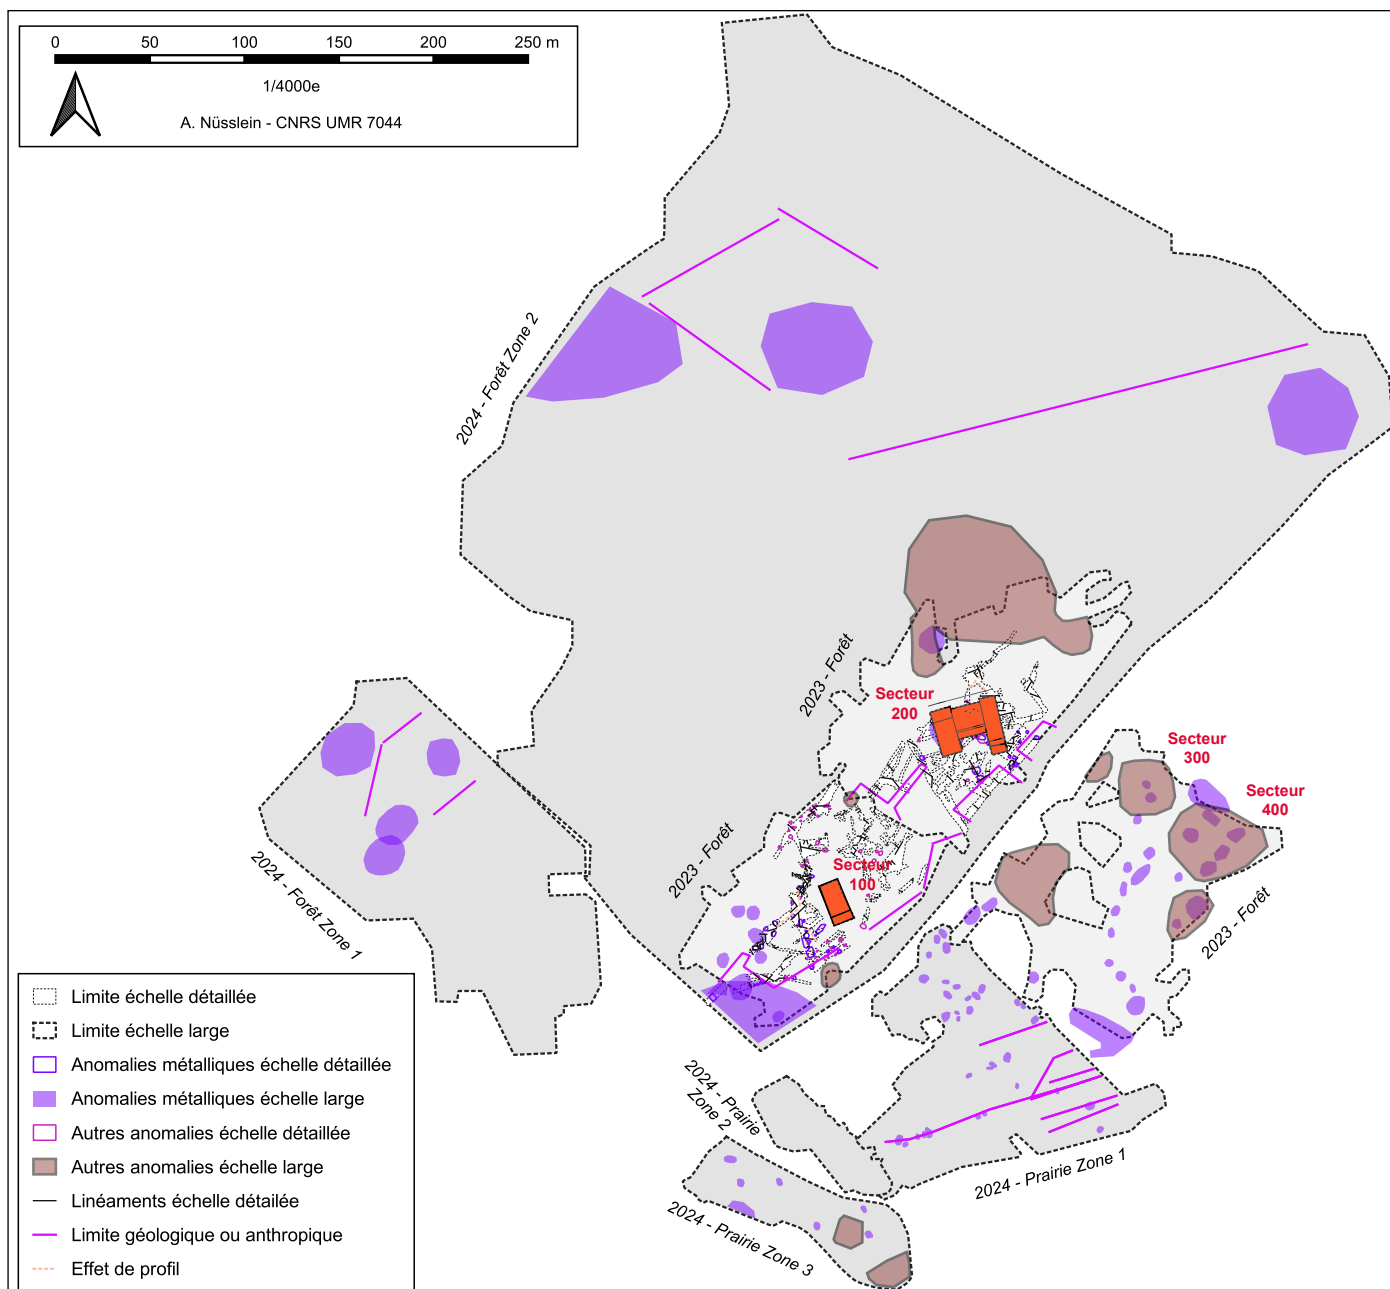 0 50 100 150 200 250 m
1/4000e
A. Nüsslein - CNRS UMR 7044
2024 - Forêt Zone 2
2023 - Forêt
Secteur
200
Secteur
300
Secteur
400
2023 - Forêt
Secteur
100
2024 - Forêt Zone 1
2023 - Forêt
2024 - Prairie
Zone 2
2024 - Prairie Zone 1
2024 - Prairie Zone 3
Limite échelle détaillée
Limite échelle large
Anomalies métalliques échelle détaillée
Anomalies métalliques échelle large
Autres anomalies échelle détaillée
Autres anomalies échelle large
Linéaments échelle détailée
Limite géologique ou anthropique
Effet de profil